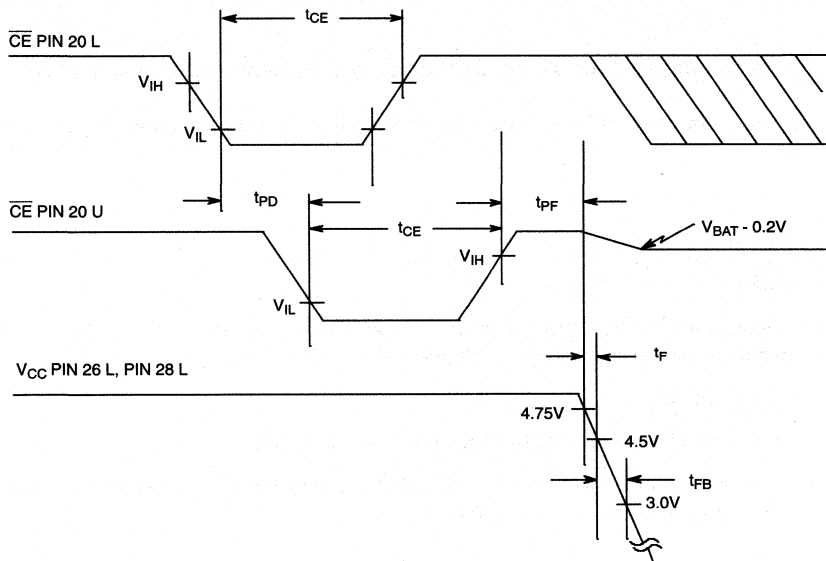 tCE
CE PIN 20 L
VIH
VIL
tPD
tPF
CE PIN 20 U
tCE
VBAT - 0.2V
VIH
VIL
tF
VCC PIN 26 L, PIN 28 L
4.75V
4.5V
tFB
3.0V